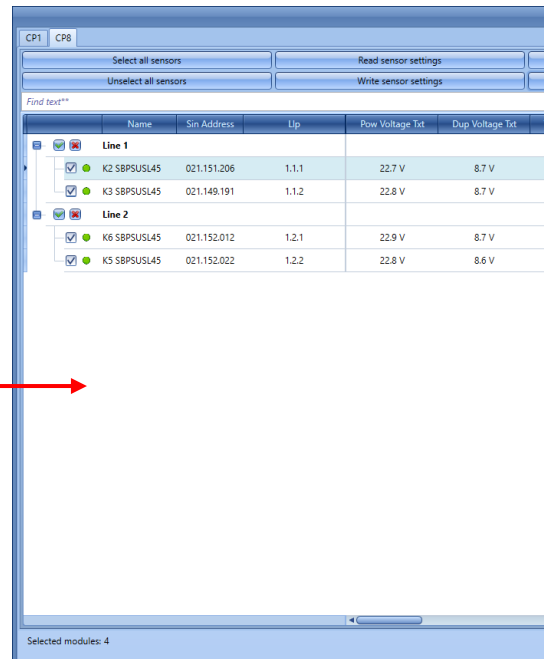 CP1 CP8
Select all sensors Read sensor settings
Unselect all sensors Write sensor settings
Find text**
Name Sin Address Llp Pow Voltage Txt Dup Voltage Txt
Line 1
K2 SBPSUSL45 021.151.206 1.1.1 22.7 V 8.7 V
K3 SBPSUSL45 021.149.191 1.1.2 22.8 V 8.7 V
Line 2
K6 SBPSUSL45 021.152.012 1.2.1 22.9 V 8.7 V
K5 SBPSUSL45 021.152.022 1.2.2 22.8 V 8.6 V
Selected modules: 4